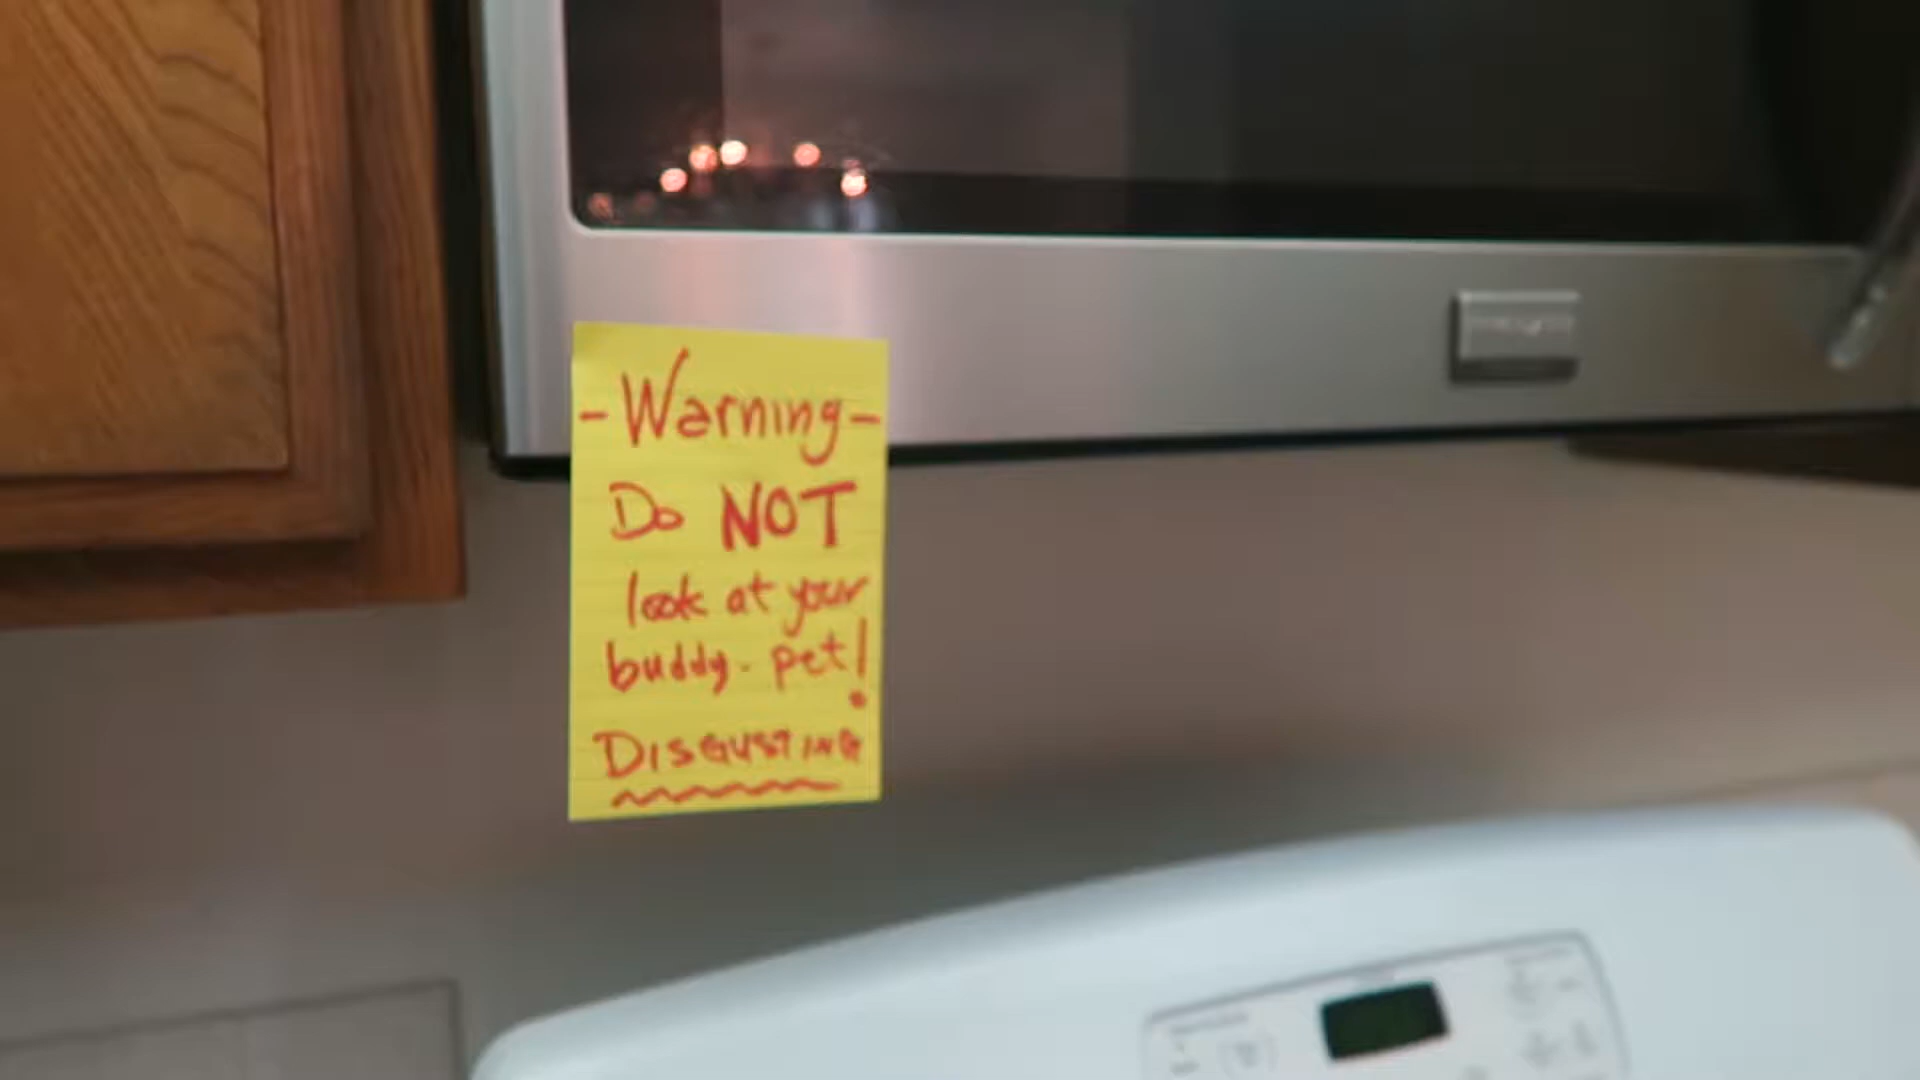 -Warning-
Do NOT
look at your
buddy- pet!
DISGUSTING